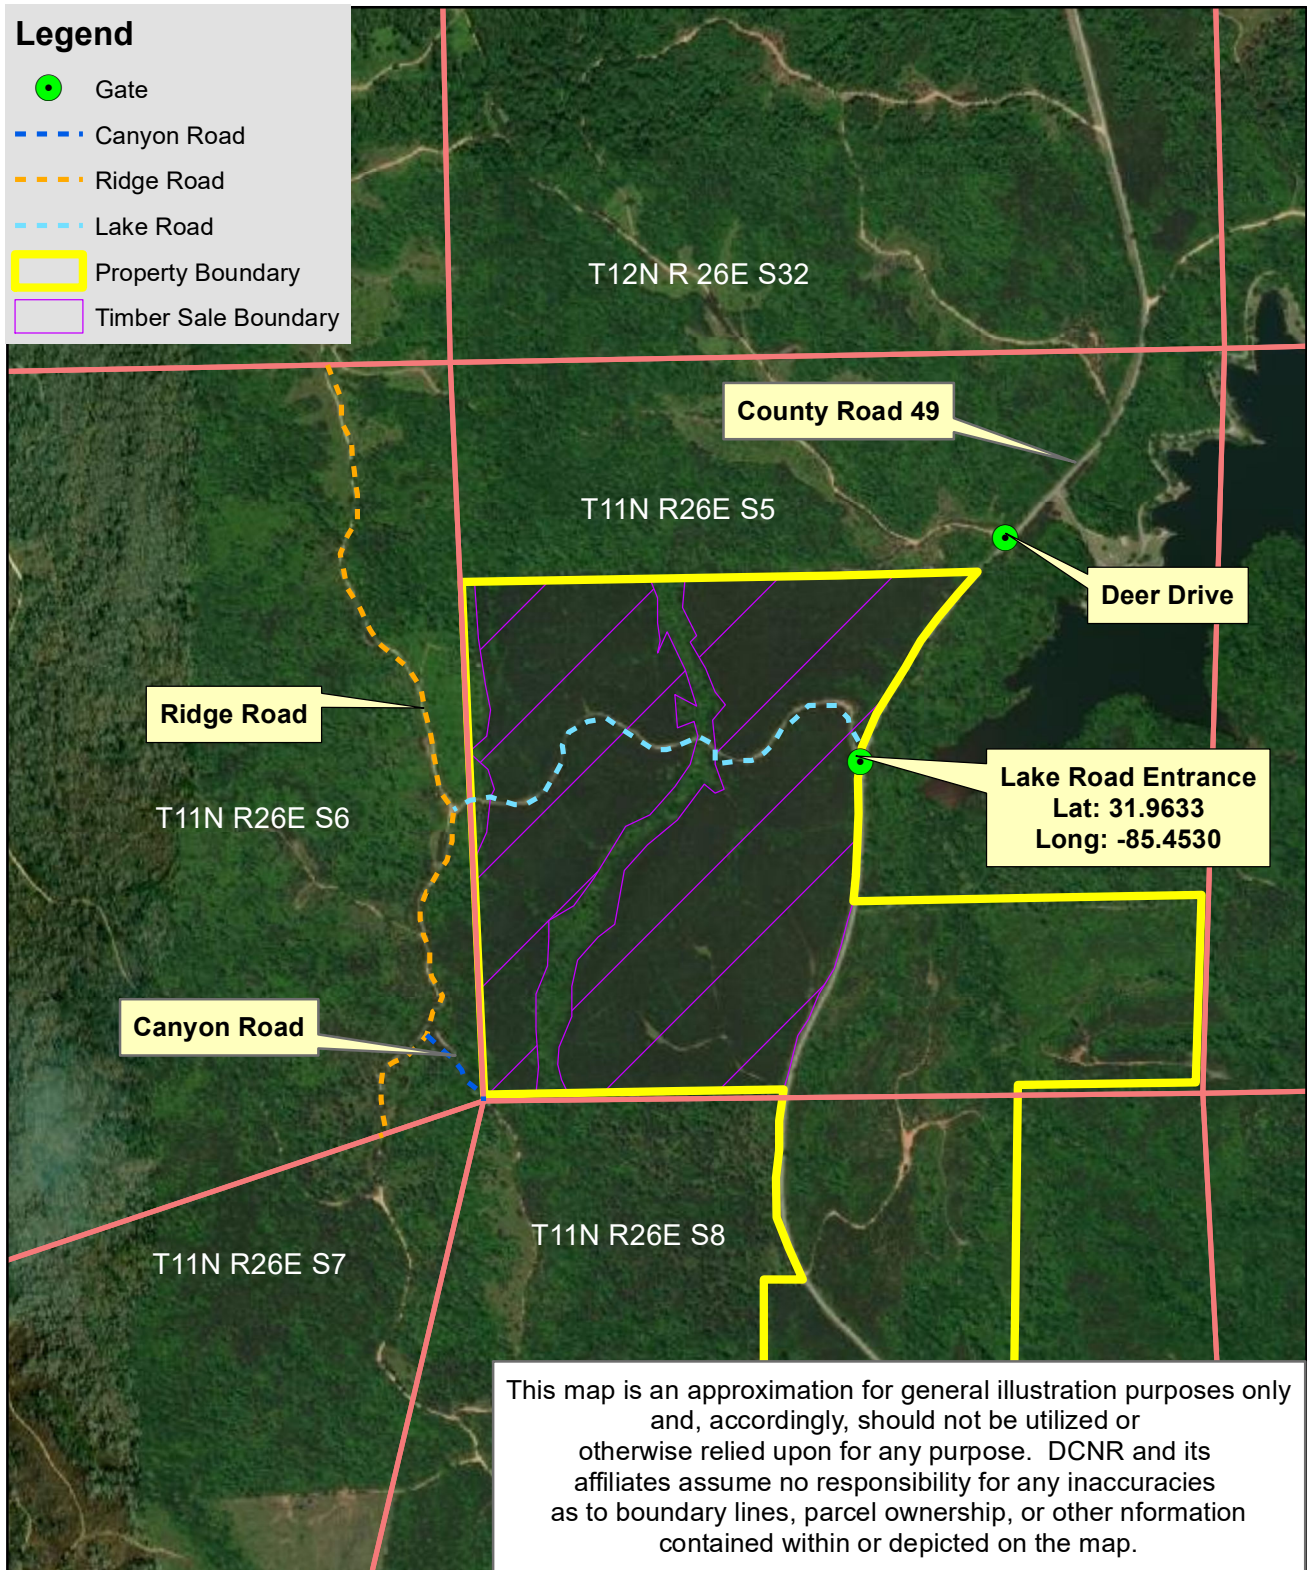 Legend
Gate
Canyon Road
Ridge Road
Lake Road
Property Boundary
Timber Sale Boundary
T12N R 26E S32
County Road 49
T11N R26E S5
Deer Drive
Ridge Road
Lake Road Entrance
Lat: 31.9633
Long: -85.4530
T11N R26E S6
Canyon Road
T11N R26E S8
T11N R26E S7
This map is an approximation for general illustration purposes only
and, accordingly, should not be utilized or
otherwise relied upon for any purpose. DCNR and its
affiliates assume no responsibility for any inaccuracies
as to boundary lines, parcel ownership, or other nformation
contained within or depicted on the map.